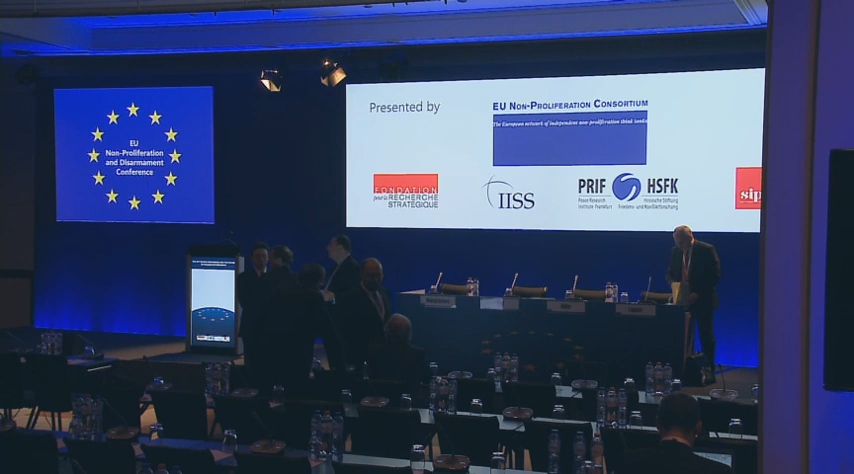 EU
Non-Proliferation
and Disarmament
Conference
Presented by
EU NON-PROLIFERATION CONSORTIUM
The European network of independent non-proliferation think tanks
FONDATION
pour la RECHERCHE
STRATÉGIQUE
IISS
PRIF
Peace Research
Institute Frankfurt
HSFK
Hessische Stiftung
Friedens- und Konfliktforschung
sip